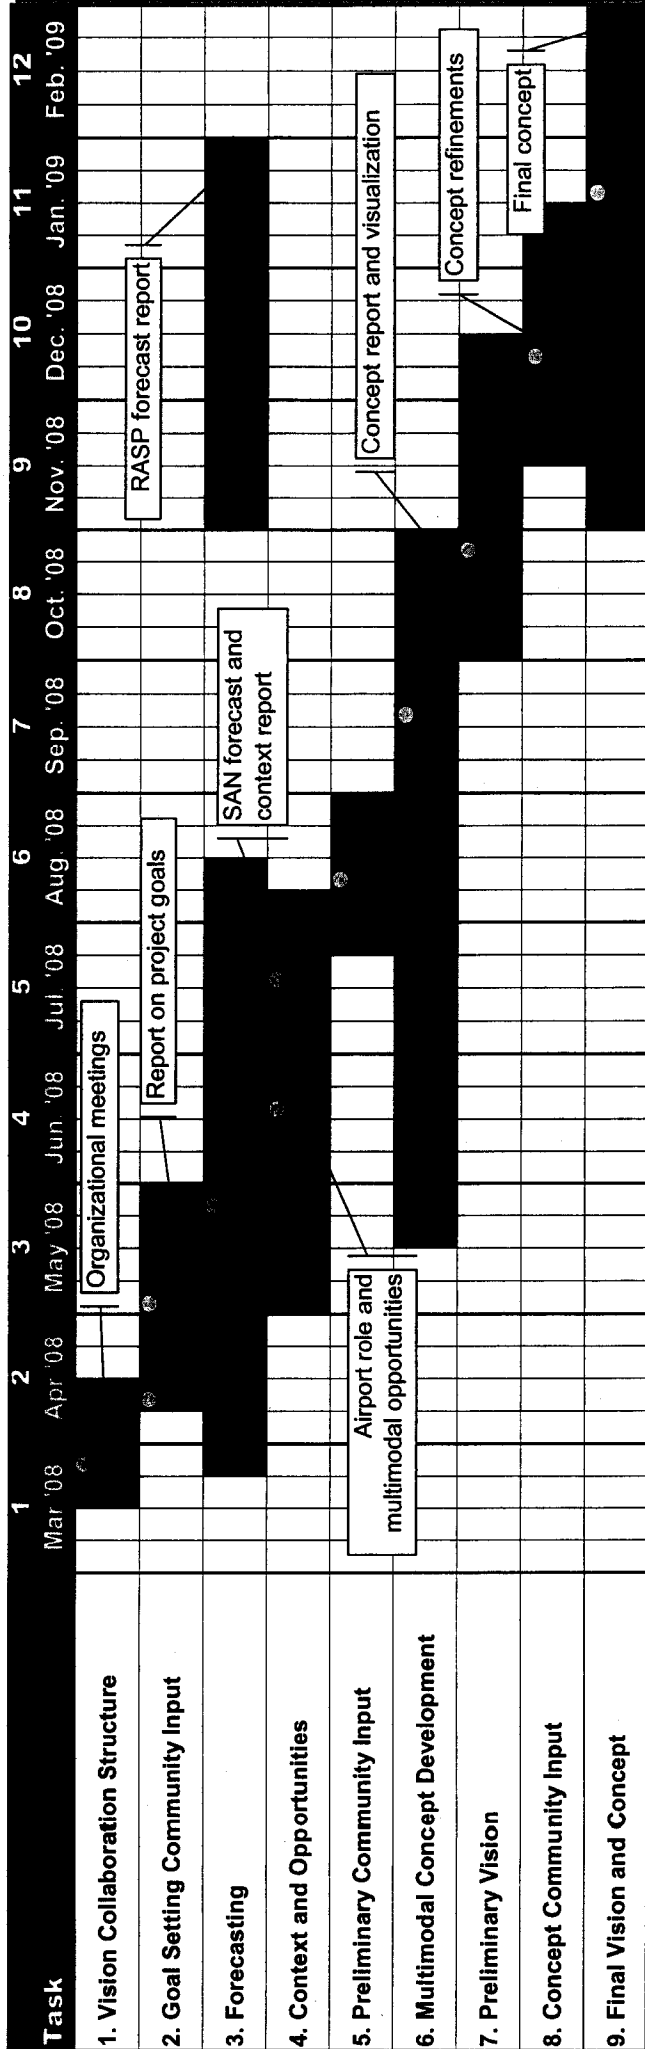 1 2 3 4 5 6 7 8 9 10 11 12
Task Mar '08 Apr '08 May '08 Jun. '08 Jul. '08 Aug. '08 Sep. '08 Oct. '08 Nov. '08 Dec. '08 Jan. '09 Feb. '09
1. Vision Collaboration Structure
Organizational meetings
2. Goal Setting Community Input
Report on project goals
RASP forecast report
3. Forecasting
SAN forecast and
context report
4. Context and Opportunities
5. Preliminary Community Input
Airport role and
multimodal opportunities
Concept report and visualization
6. Multimodal Concept Development
7. Preliminary Vision
Concept refinements
8. Concept Community Input
Final concept
9. Final Vision and Concept